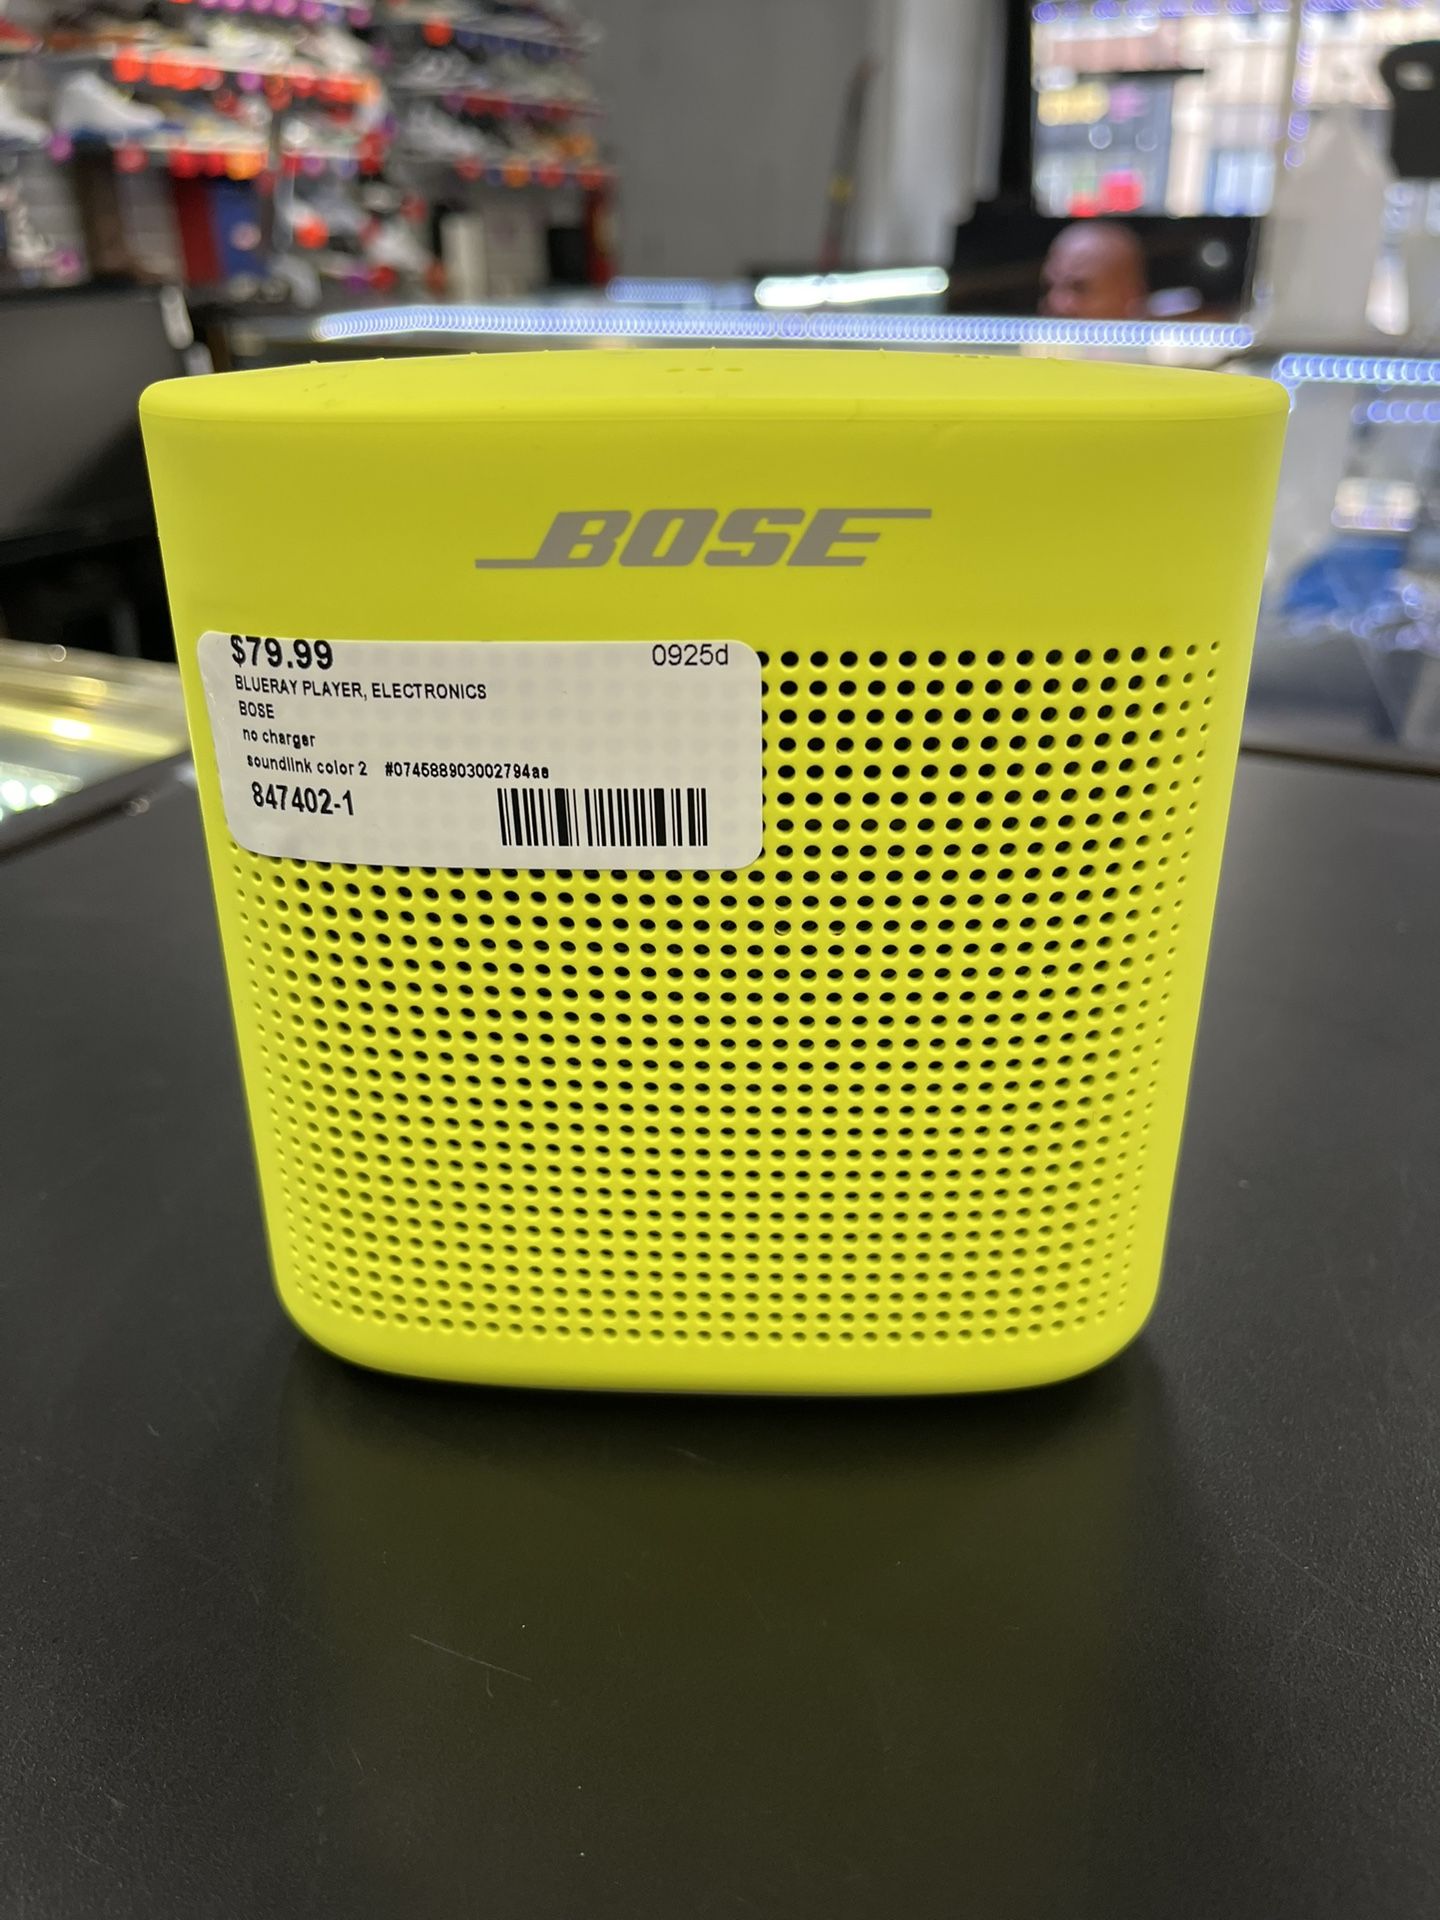 BOSE
$79.99 0925d
BLUERAY PLAYER, ELECTRONICS
BOSE
no charger
soundlink color 2 #074588903002794ae
847402-1